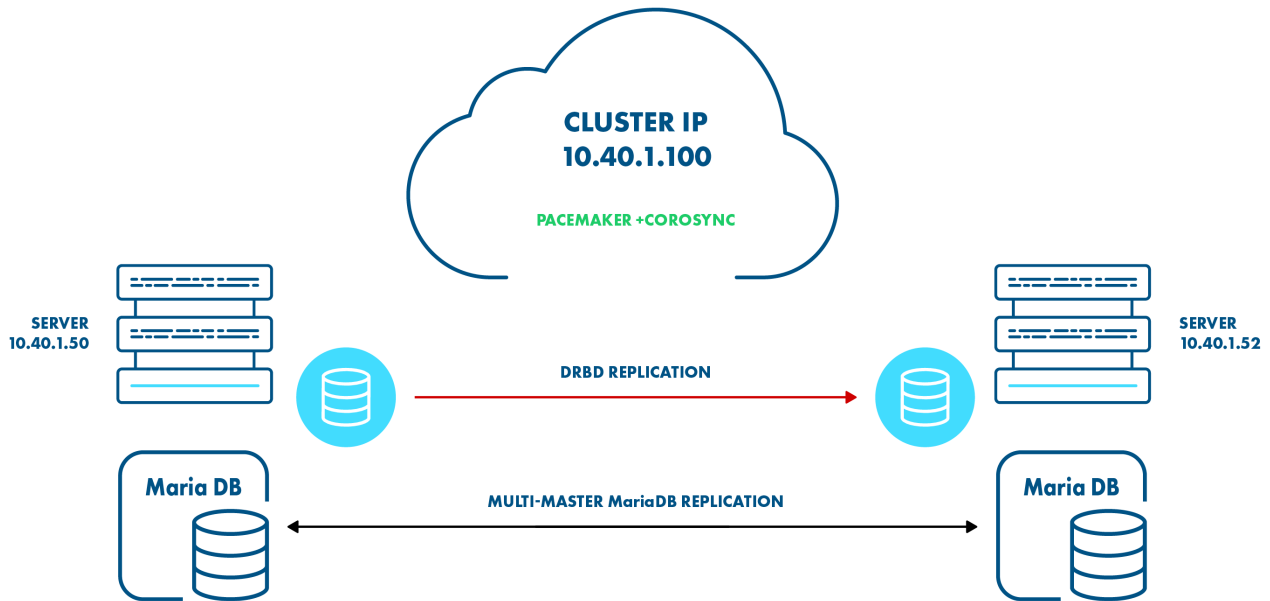 CLUSTER IP
10.40.1.100
PACEMAKER +COROSYNC
SERVER
10.40.1.50
SERVER
10.40.1.52
DRBD REPLICATION
Maria DB
MULTI-MASTER MariaDB REPLICATION
Maria DB